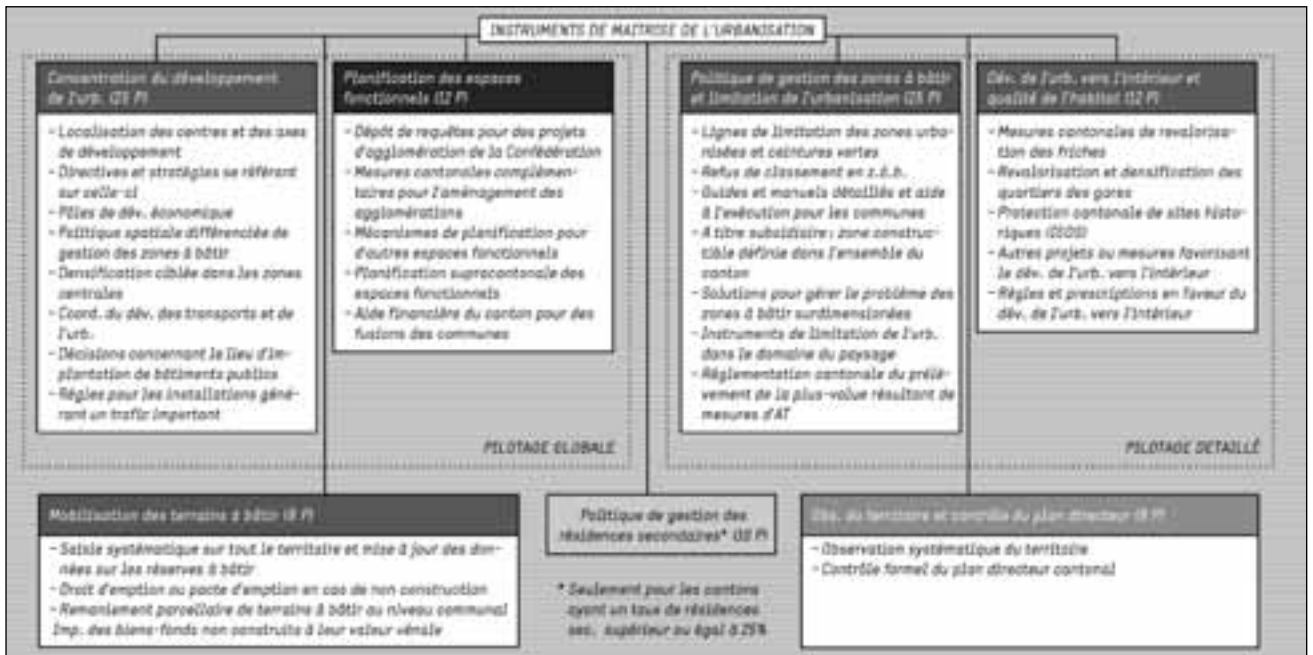 INSTRUMENTS DE MAITRISE DE L'URBANISATION
Concentration du développement
de l'urb. (25 P)
- Localisation des centres et des axes
de développement
- Directives et stratégies se référant
sur celle-ci
- Pôles de dév. économique
- Politique spatiale différenciée de
gestion des zones à bâtir
- Densification ciblée dans les zones
centrales
- Coord. du dév. des transports et de
l'urb.
- Décisions concernant le lieu d'im-
plantation de bâtiments publics
- Règles pour les installations géné-
rant un trafic important
Planification des espaces
fonctionnels (12 P)
- Dépôt de requêtes pour des projets
d'agglomération de la Confédération
- Mesures cantonales complémen-
taires pour l'aménagement des
agglomérations
- Mécanismes de planification pour
d'autres espaces fonctionnels
- Planification supracantonale des
espaces fonctionnels
- Aide financière du canton pour des
fusions des communes
PILOTAGE GLOBALE
Politique de gestion des zones à bâtir
et limitation de l'urbanisation (25 P)
- Lignes de limitation des zones urba-
nisées et ceintures vertes
- Refus de classement en z.à.b.
- Guides et manuels détaillés et aide
à l'exécution pour les communes
- A titre subsidiaire : zone construc-
tible définie dans l'ensemble du
canton
- Solutions pour gérer le problème des
zones à bâtir surdimensionées
- Instruments de limitation de l'urb.
dans le domaine du paysage
- Réglementation cantonale du prélè-
vement de la plus-value résultant de
mesures d'AT
Dév. de l'urb. vers l'intérieur et
qualité de l'habitat (12 P)
- Mesures cantonales de revalorisa-
tion des friches
- Revalorisation et densification des
quartiers des gares
- Protection cantonale de sites histo-
riques (ISOS)
- Autres projets ou mesures favorisant
le dév. de l'urb. vers l'intérieur
- Règles et prescriptions en faveur du
dév. de l'urb. vers l'intérieur
PILOTAGE DETAILLÉ
Mobilisation des terrains à bâtir (8 P)
- Saisie systématique sur tout le territoire et mise à jour des don-
nées sur les réserves à bâtir
- Droit d'emption ou pacte d'emption en cas de non construction
- Remaniement parcellaire de terrains à bâtir au niveau communal
Imp. des biens-fonds non construits à leur valeur vénale
Politique de gestion des
résidences secondaires* (10 P)
* Seulement pour les cantons
ayant un taux de résidences
sec. supérieur ou égal à 25%
Obs. du territoire et contrôle du plan directeur (8 P)
- Observation systématique du territoire
- Contrôle formel du plan directeur cantonal